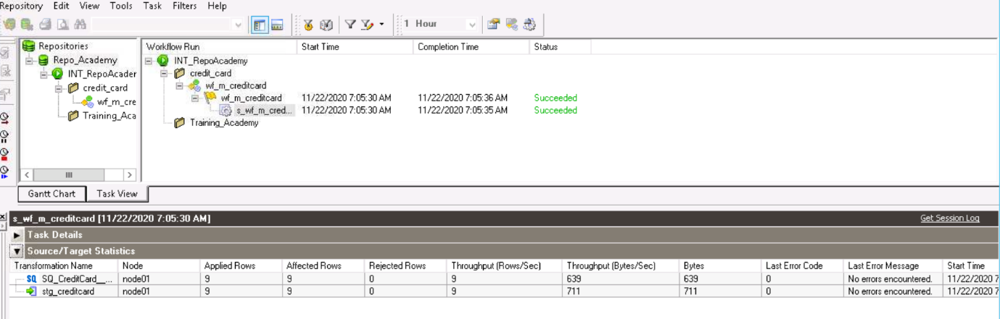 Repository Edit View Tools Task Filters Help
1 Hour
Repositories
Repo_Academy
INT_RepoAcader
credit_card
wf_m_cre
Training_Aca
Workflow Run Start Time Completion Time Status
INT_RepoAcademy
credit_card
wf_m_creditcard
wf_m_creditcard 11/22/2020 7:05:30 AM 11/22/2020 7:05:36 AM Succeeded
s_wf_m_cred... 11/22/2020 7:05:30 AM 11/22/2020 7:05:35 AM Succeeded
Training_Academy
Gantt Chart Task View
s_wf_m_creditcard [11/22/2020 7:05:30 AM] Get Session Log
Task Details
Source/Target Statistics
Transformation Name Node Applied Rows Affected Rows Rejected Rows Throughput (Rows/Sec) Throughput (Bytes/Sec) Bytes Last Error Code Last Error Message Start Time
SQ SQ_CreditCard__... node01 9 9 0 9 639 639 0 No errors encountered. 11/22/2020 7
stg_creditcard node01 9 9 0 9 711 711 0 No errors encountered. 11/22/2020 7